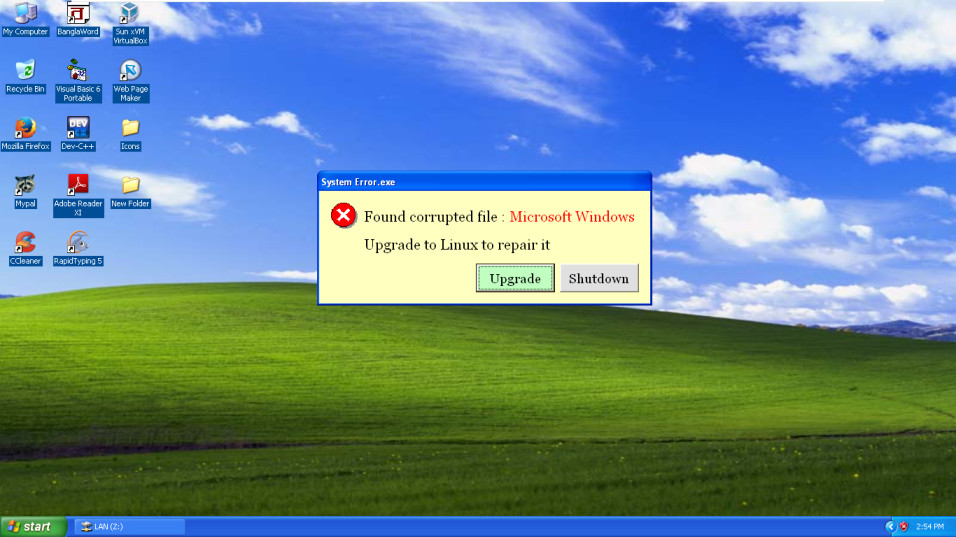 My Computer
BanglaWord
Sun xVM
VirtualBox
Recycle Bin
Visual Basic 6
Portable
Web Page
Maker
Mozilla Firefox
DEV
Dev-C++
Icons
Mypal
Adobe Reader
XI
New Folder
CCleaner
RapidTyping 5
System Error.exe
Found corrupted file : Microsoft Windows
Upgrade to Linux to repair it
Upgrade
Shutdown
start
LAN (Z:)
2:54 PM